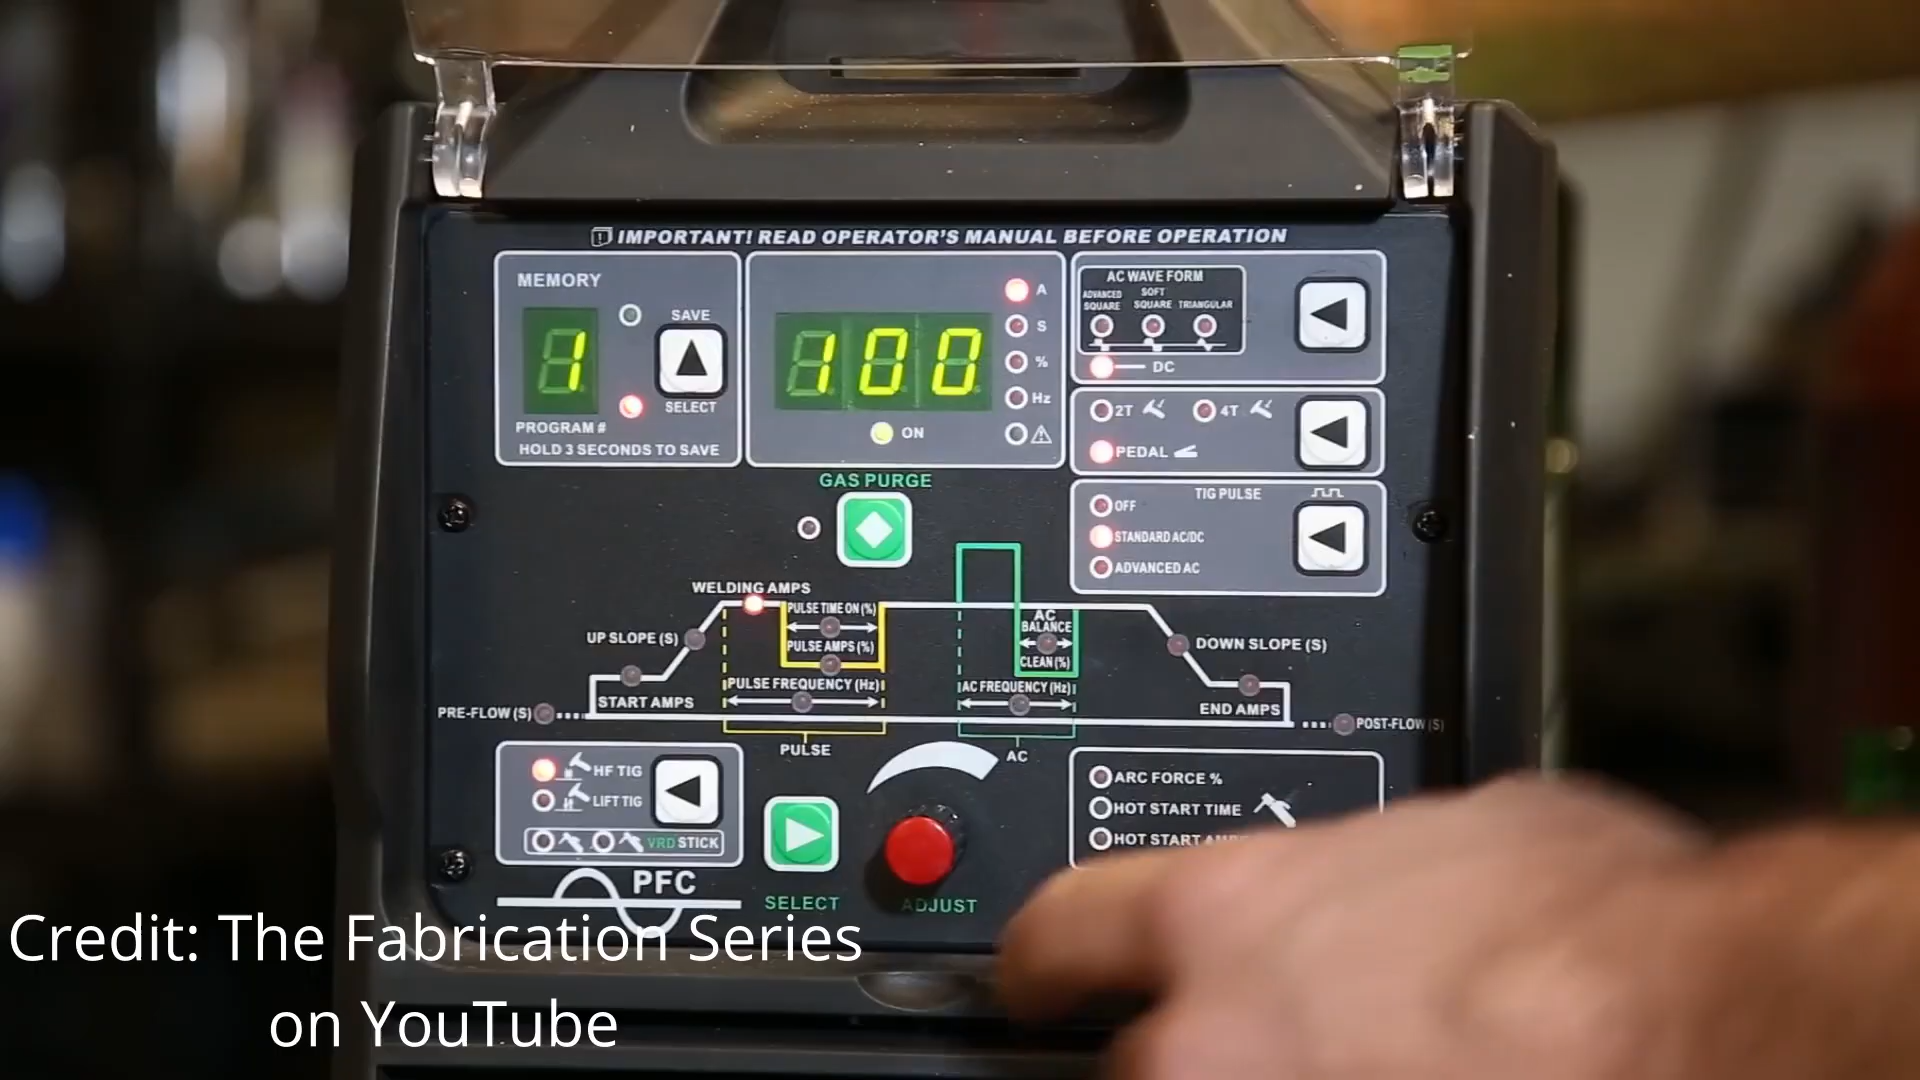 IMPORTANT! READ OPERATOR'S MANUAL BEFORE OPERATION
MEMORY
1
SAVE
SELECT
PROGRAM #
HOLD 3 SECONDS TO SAVE
100
A
S
%
Hz
ON
AC WAVE FORM
ADVANCED SQUARE
SOFT SQUARE
TRIANGULAR
DC
2T
4T
PEDAL
TIG PULSE
OFF
STANDARD AC/DC
ADVANCED AC
GAS PURGE
WELDING AMPS
PULSE TIME ON (%)
PULSE AMPS (%)
PULSE FREQUENCY (Hz)
UP SLOPE (S)
START AMPS
PRE-FLOW (S)
AC
BALANCE
CLEAN (%)
AC FREQUENCY (Hz)
DOWN SLOPE (S)
END AMPS
POST-FLOW (S)
PULSE
AC
HF TIG
LIFT TIG
VRD STICK
PFC
SELECT
ADJUST
ARC FORCE %
HOT START TIME
HOT START
Credit: The Fabrication Series
on YouTube